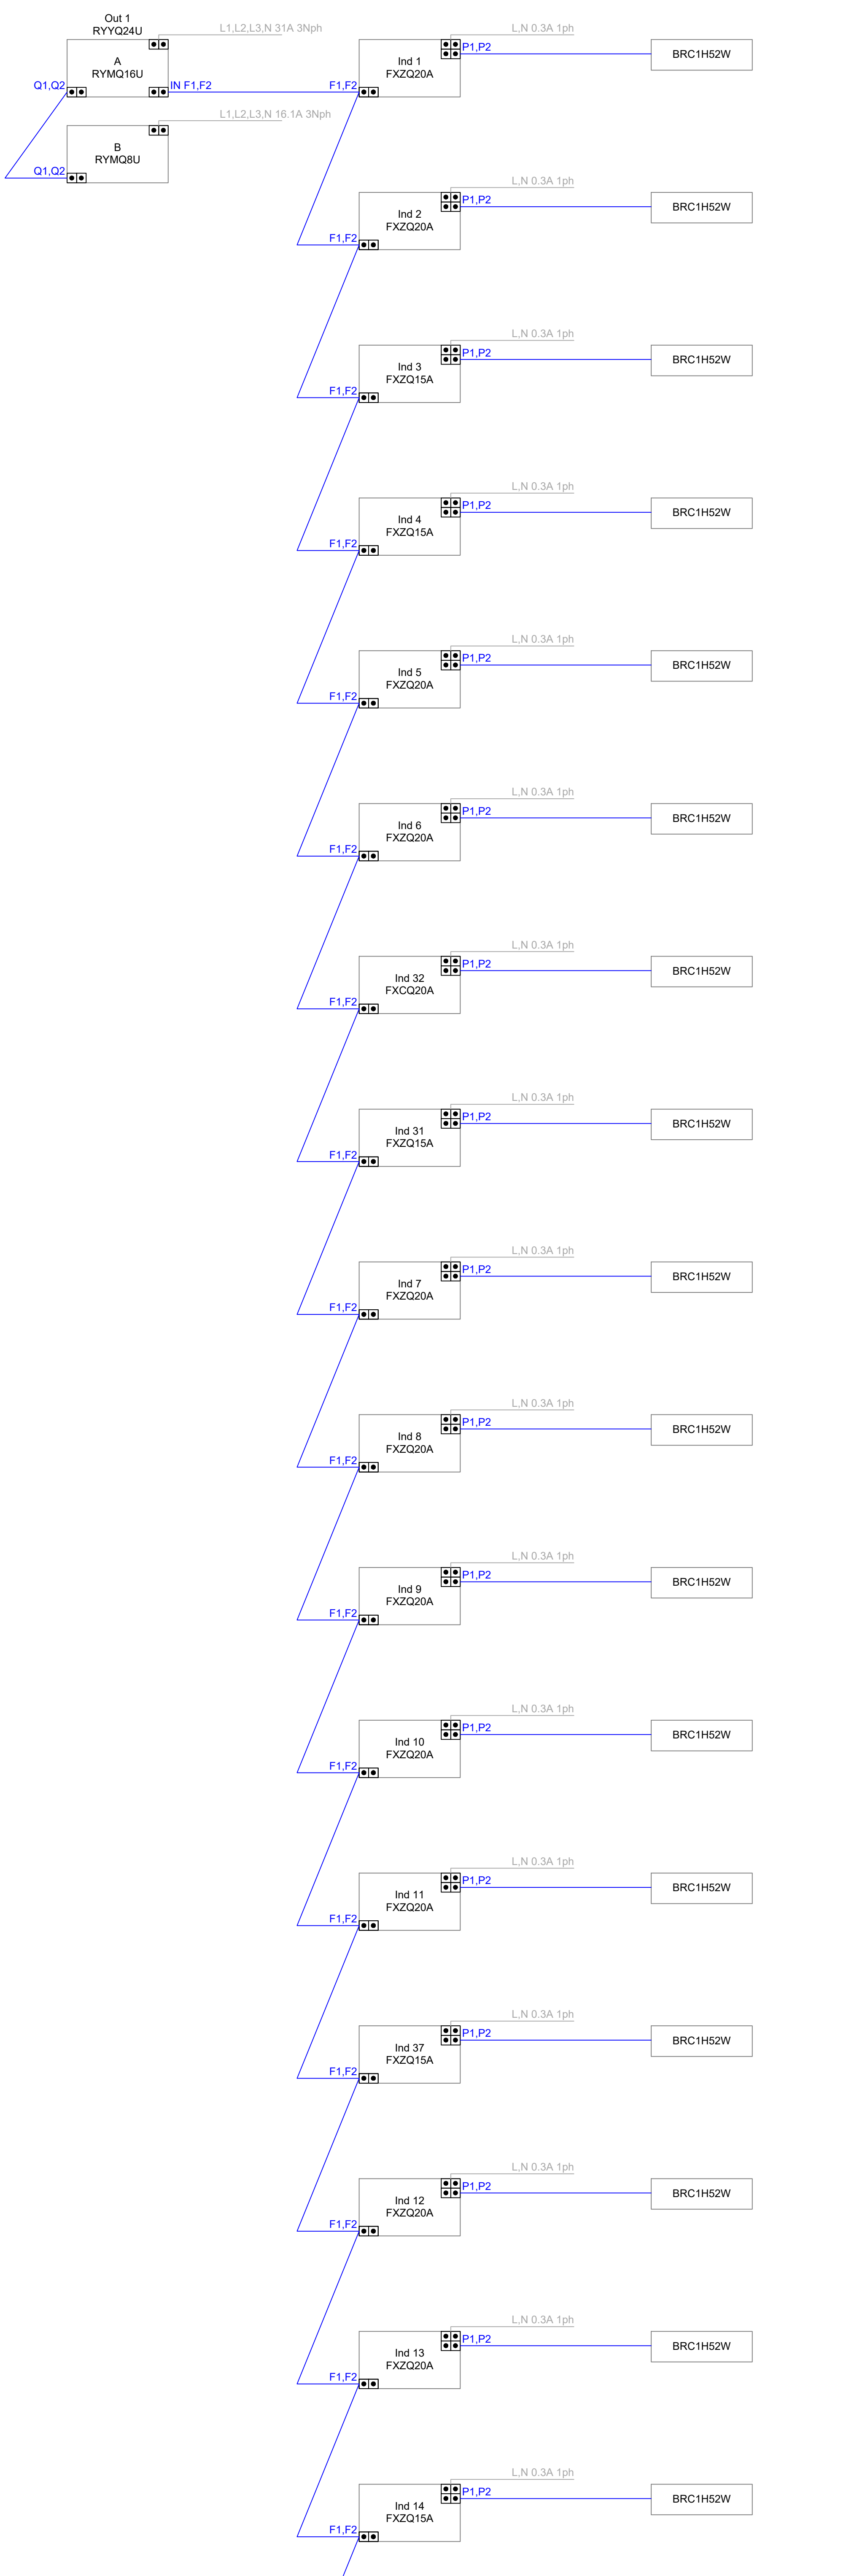 Out 1
RYYQ24U
L1,L2,L3,N 31A 3Nph
A
RYMQ16U
Q1,Q2
IN F1,F2
L1,L2,L3,N 16.1A 3Nph
B
RYMQ8U
Q1,Q2
L,N 0.3A 1ph
P1,P2
Ind 1
FXZQ20A
F1,F2
BRC1H52W
L,N 0.3A 1ph
P1,P2
Ind 2
FXZQ20A
F1,F2
BRC1H52W
L,N 0.3A 1ph
P1,P2
Ind 3
FXZQ15A
F1,F2
BRC1H52W
L,N 0.3A 1ph
P1,P2
Ind 4
FXZQ15A
F1,F2
BRC1H52W
L,N 0.3A 1ph
P1,P2
Ind 5
FXZQ20A
F1,F2
BRC1H52W
L,N 0.3A 1ph
P1,P2
Ind 6
FXZQ20A
F1,F2
BRC1H52W
L,N 0.3A 1ph
P1,P2
Ind 32
FXCQ20A
F1,F2
BRC1H52W
L,N 0.3A 1ph
P1,P2
Ind 31
FXZQ15A
F1,F2
BRC1H52W
L,N 0.3A 1ph
P1,P2
Ind 7
FXZQ20A
F1,F2
BRC1H52W
L,N 0.3A 1ph
P1,P2
Ind 8
FXZQ20A
F1,F2
BRC1H52W
L,N 0.3A 1ph
P1,P2
Ind 9
FXZQ20A
F1,F2
BRC1H52W
L,N 0.3A 1ph
P1,P2
Ind 10
FXZQ20A
F1,F2
BRC1H52W
L,N 0.3A 1ph
P1,P2
Ind 11
FXZQ20A
F1,F2
BRC1H52W
L,N 0.3A 1ph
P1,P2
Ind 37
FXZQ15A
F1,F2
BRC1H52W
L,N 0.3A 1ph
P1,P2
Ind 12
FXZQ20A
F1,F2
BRC1H52W
L,N 0.3A 1ph
P1,P2
Ind 13
FXZQ20A
F1,F2
BRC1H52W
L,N 0.3A 1ph
P1,P2
Ind 14
FXZQ15A
F1,F2
BRC1H52W